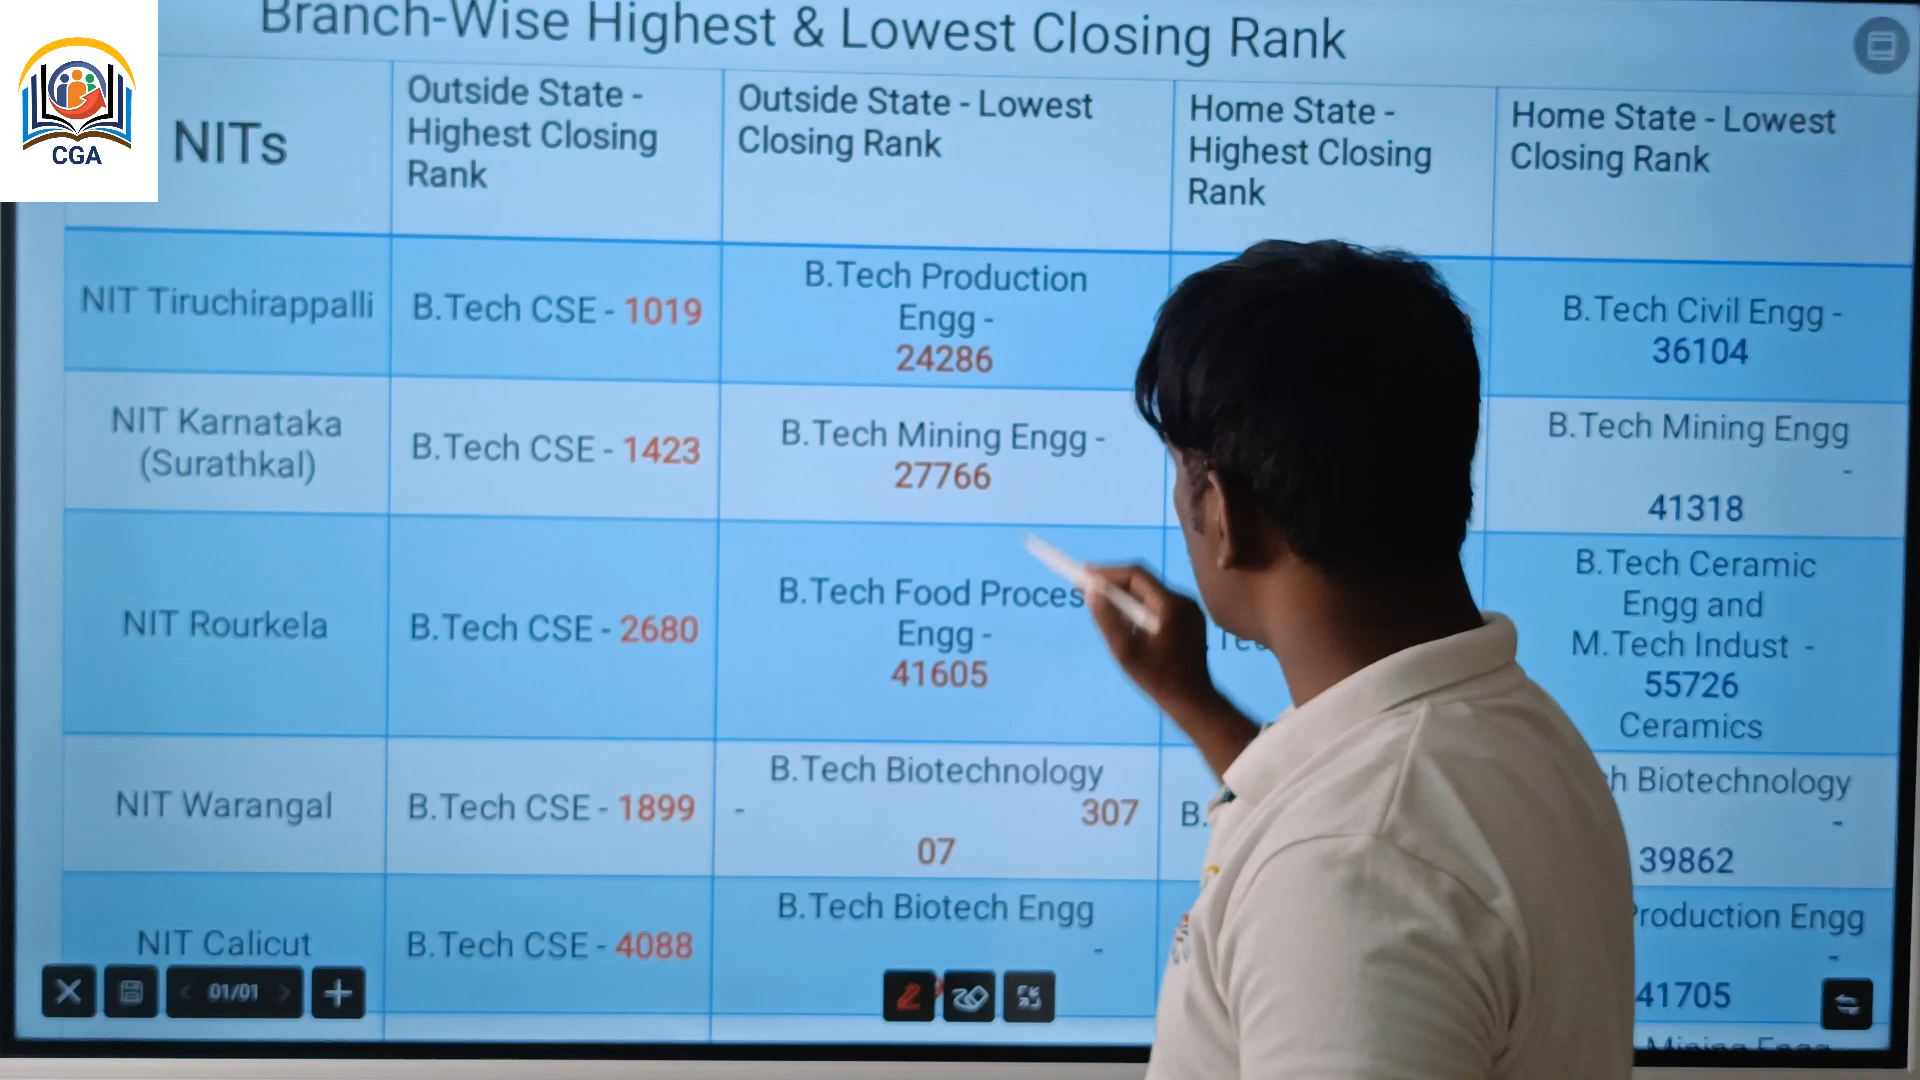 Branch-Wise Highest & Lowest Closing Rank
CGA
NITs
Outside State -
Highest Closing
Rank
Outside State - Lowest
Closing Rank
Home State -
Highest Closing
Rank
Home State - Lowest
Closing Rank
NIT Tiruchirappalli
B.Tech CSE - 1019
B.Tech Production
Engg -
24286
B.Tech Civil Engg -
36104
NIT Karnataka
(Surathkal)
B.Tech CSE - 1423
B.Tech Mining Engg -
27766
B.Tech Mining Engg
-
41318
NIT Rourkela
B.Tech CSE - 2680
B.Tech Food Proces
Engg -
41605
B.Tech Ceramic
Engg and
M.Tech Indust -
55726
Ceramics
NIT Warangal
B.Tech CSE - 1899
B.Tech Biotechnology
- 307
07
B.
h Biotechnology
-
39862
NIT Calicut
B.Tech CSE - 4088
B.Tech Biotech Engg
-
roduction Engg
-
41705
Mining Engg
01/01